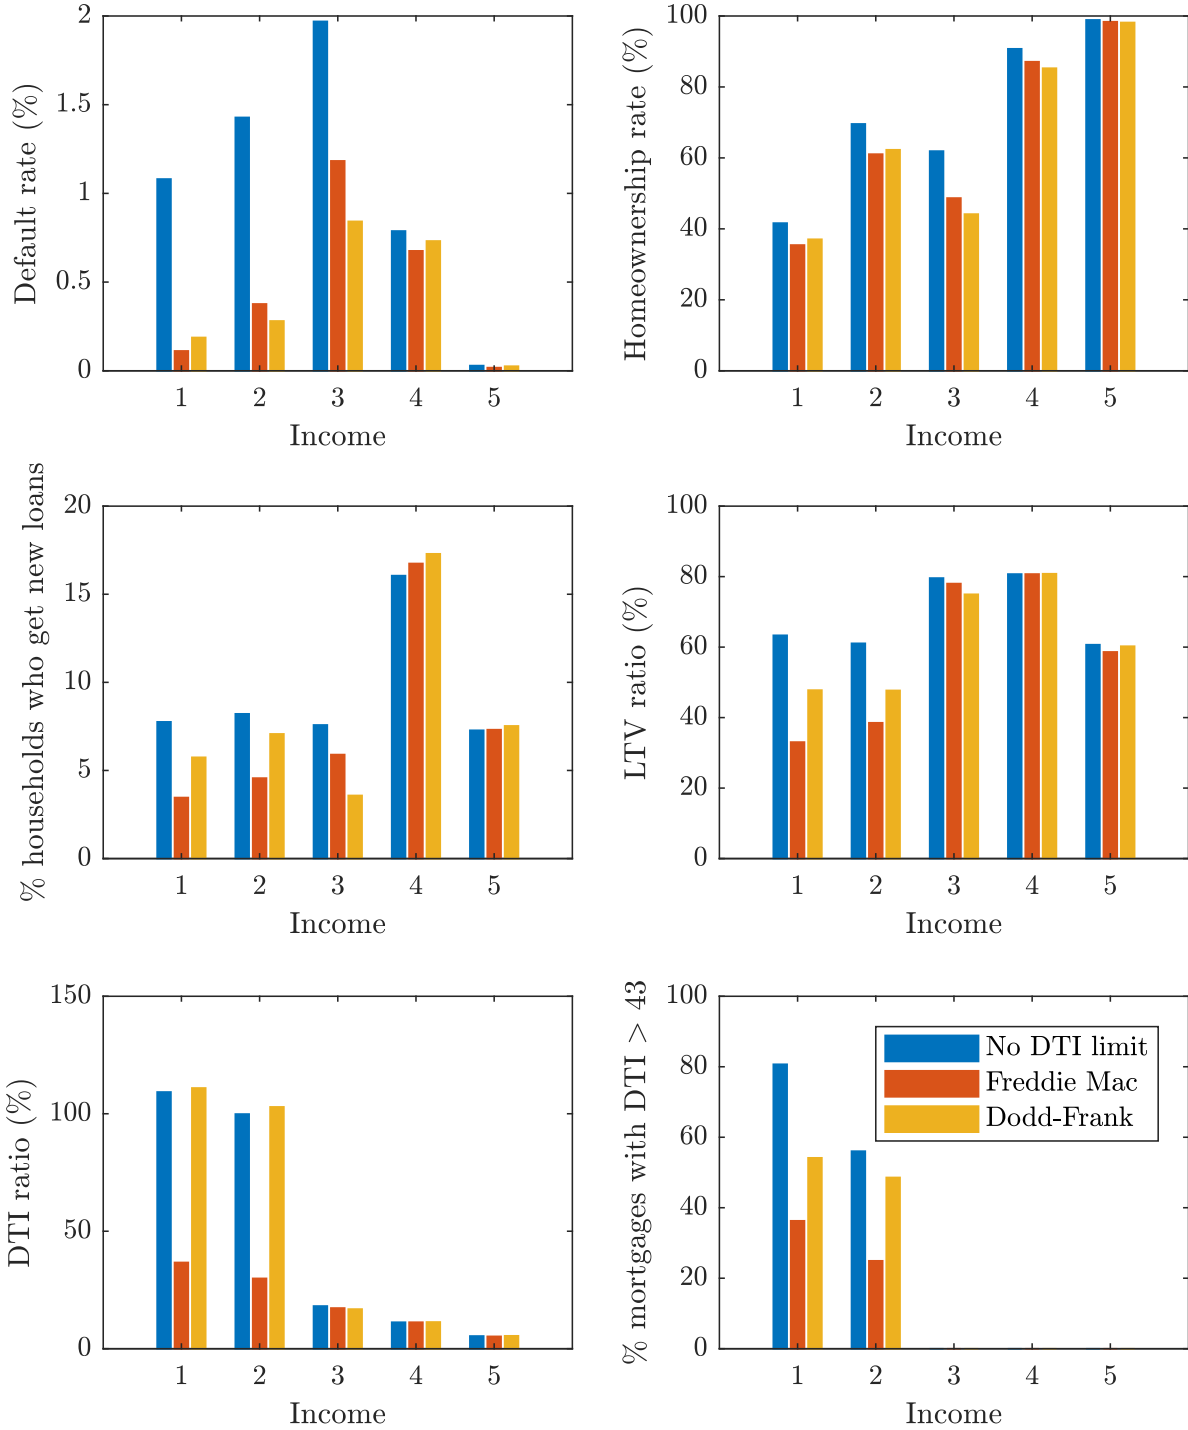 Default rate (%)
2
1.5
1
0.5
0
1 2 3 4 5
Income
Homeownership rate (%)
100
80
60
40
20
0
1 2 3 4 5
Income
% households who get new loans
20
15
10
5
0
1 2 3 4 5
Income
LTV ratio (%)
100
80
60
40
20
0
1 2 3 4 5
Income
DTI ratio (%)
150
100
50
0
1 2 3 4 5
Income
% mortgages with DTI > 43
100
80
60
40
20
0
1 2 3 4 5
Income
No DTI limit
Freddie Mac
Dodd-Frank